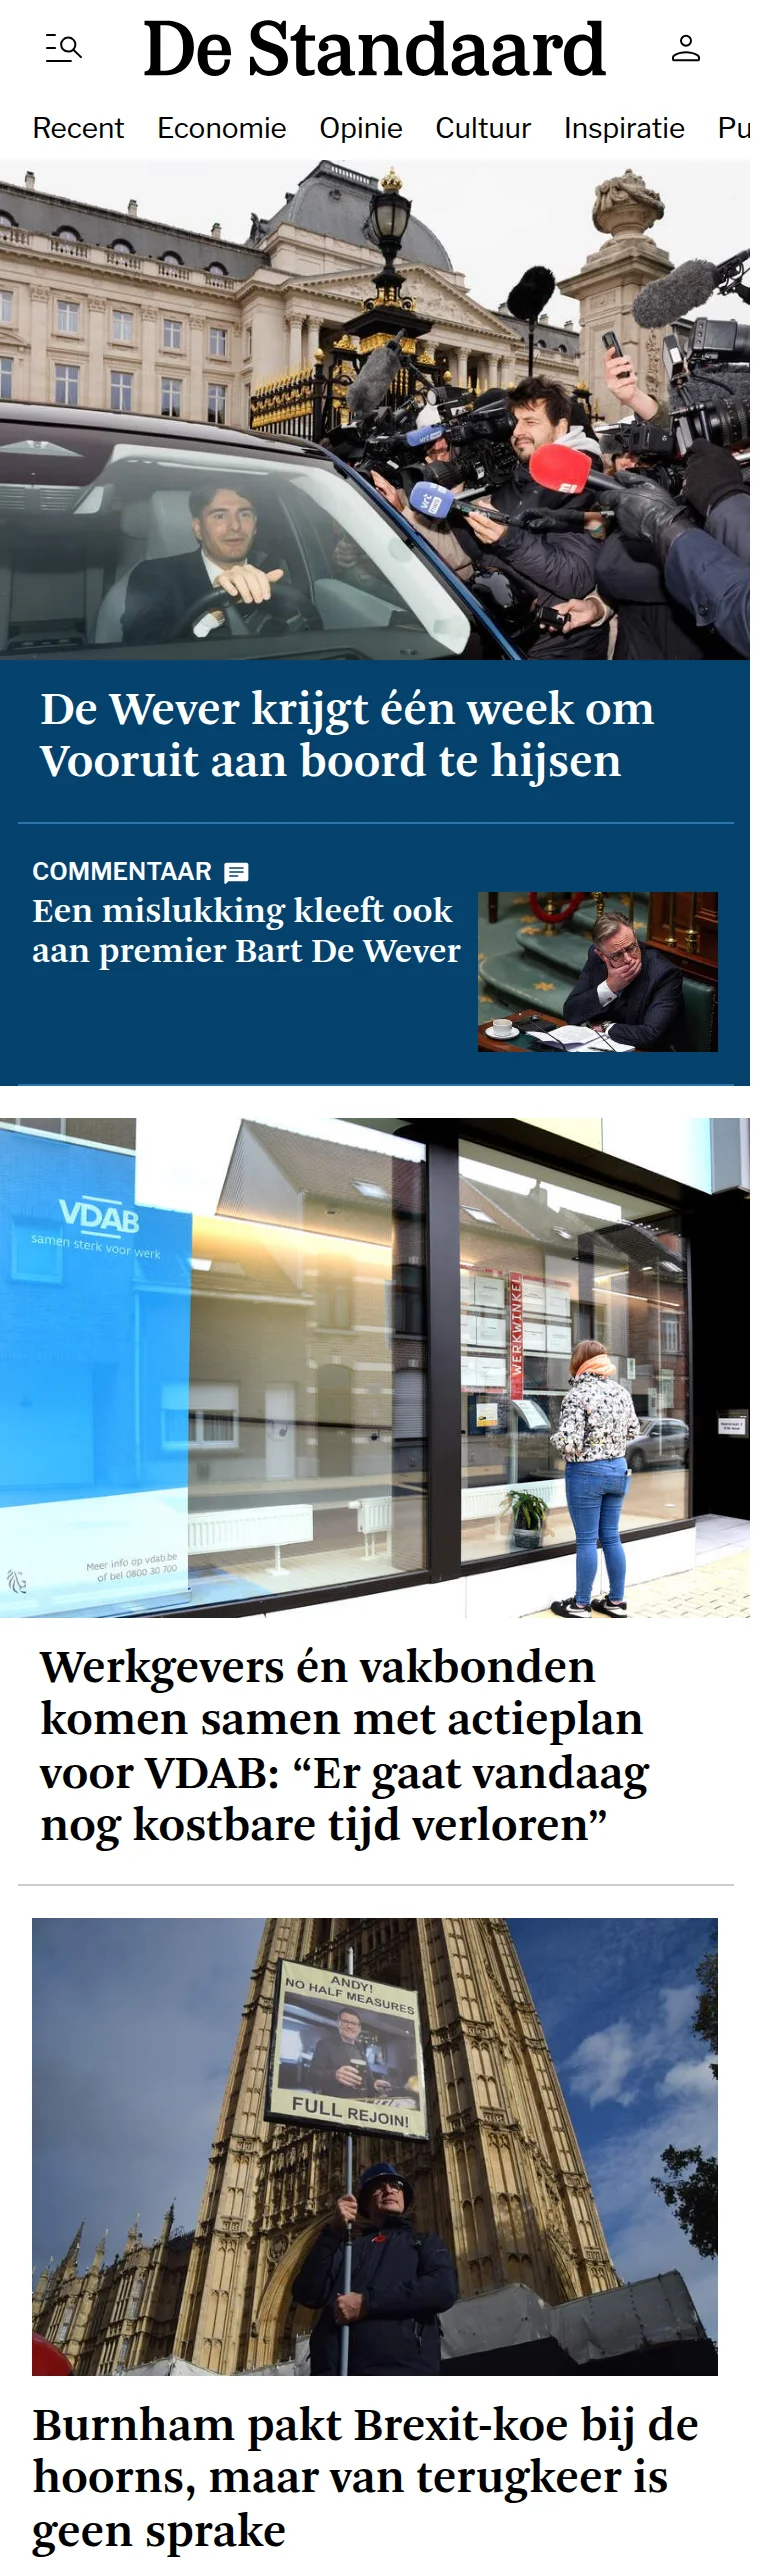 De Standaard
Recent Economie Opinie Cultuur Inspiratie Pu
vrt
De Wever krijgt één week om
Vooruit aan boord te hijsen
COMMENTAAR
Een mislukking kleeft ook
aan premier Bart De Wever
VDAB
samen sterk voor werk
WERKWINKEL
Meer info op vdab.be
of bel 0800 30 700
Werkgevers én vakbonden
komen samen met actieplan
voor VDAB: “Er gaat vandaag
nog kostbare tijd verloren”
ANDY!
NO HALF MEASURES
FULL REJOIN!
Burnham pakt Brexit-koe bij de
hoorns, maar van terugkeer is
geen sprake